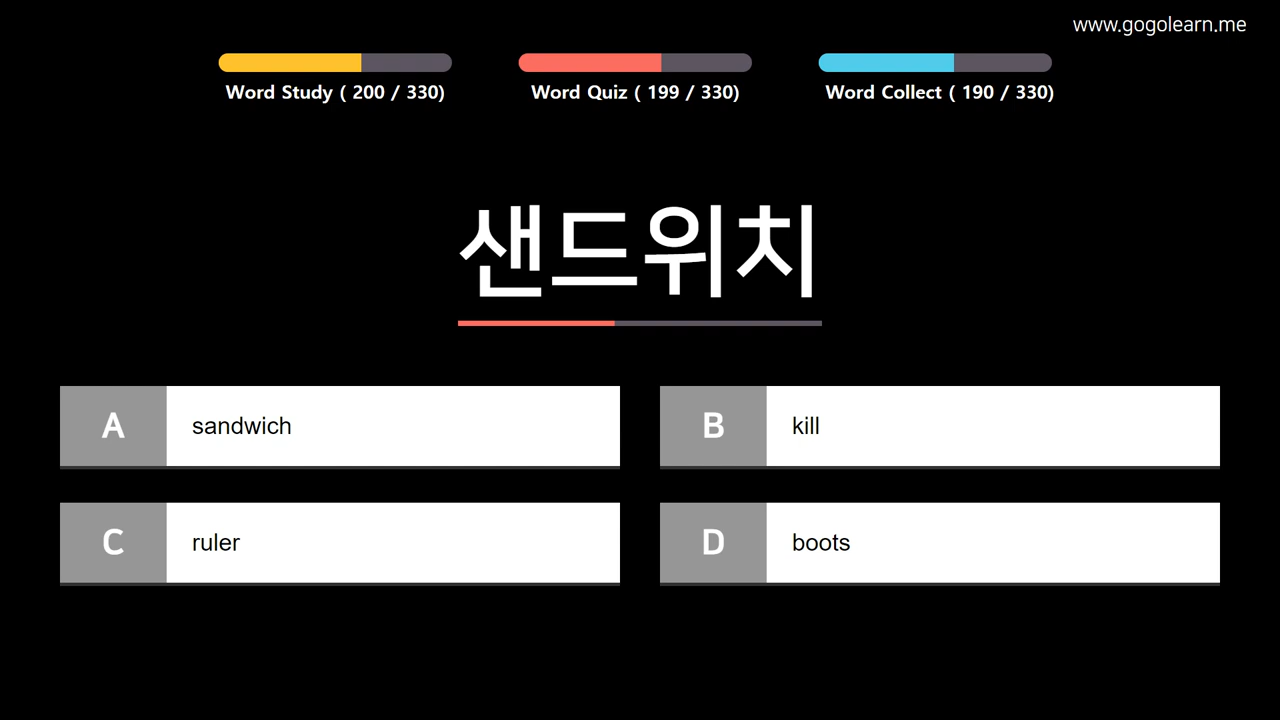 www.gogolearn.me
Word Study ( 200 / 330)
Word Quiz ( 199 / 330)
Word Collect ( 190 / 330)
샌드위치
A sandwich
B kill
C ruler
D boots